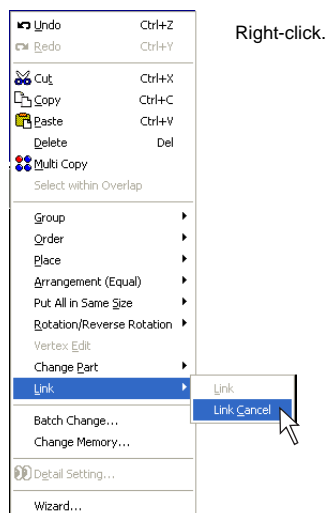 Right-click.
Undo Ctrl+Z
Redo Ctrl+Y
Cut Ctrl+X
Copy Ctrl+C
Paste Ctrl+V
Delete Del
Multi Copy
Select within Overlap
Group
Order
Place
Arrangement (Equal)
Put All in Same Size
Rotation/Reverse Rotation
Vertex Edit
Change Part
Link
Link
Link Cancel
Batch Change...
Change Memory...
Detail Setting...
Wizard...